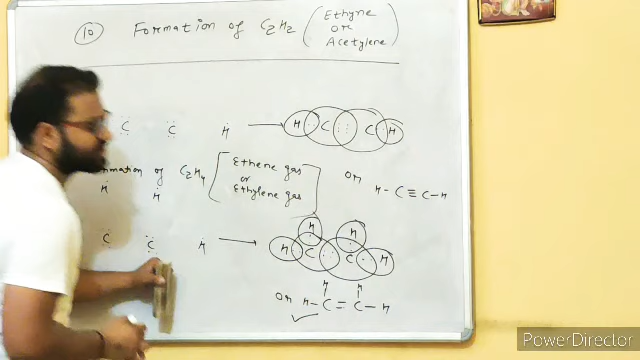 10 Formation of C2H2 ( Ethyne
OR
Acetylene )
C C H → H C C H
OR H-C≡C-H
mation of C2H4 [ Ethene gas
or
Ethylene gas ]
H H
C C H → H H
H C C H
H H
OR H-C=C-H
PowerDirector